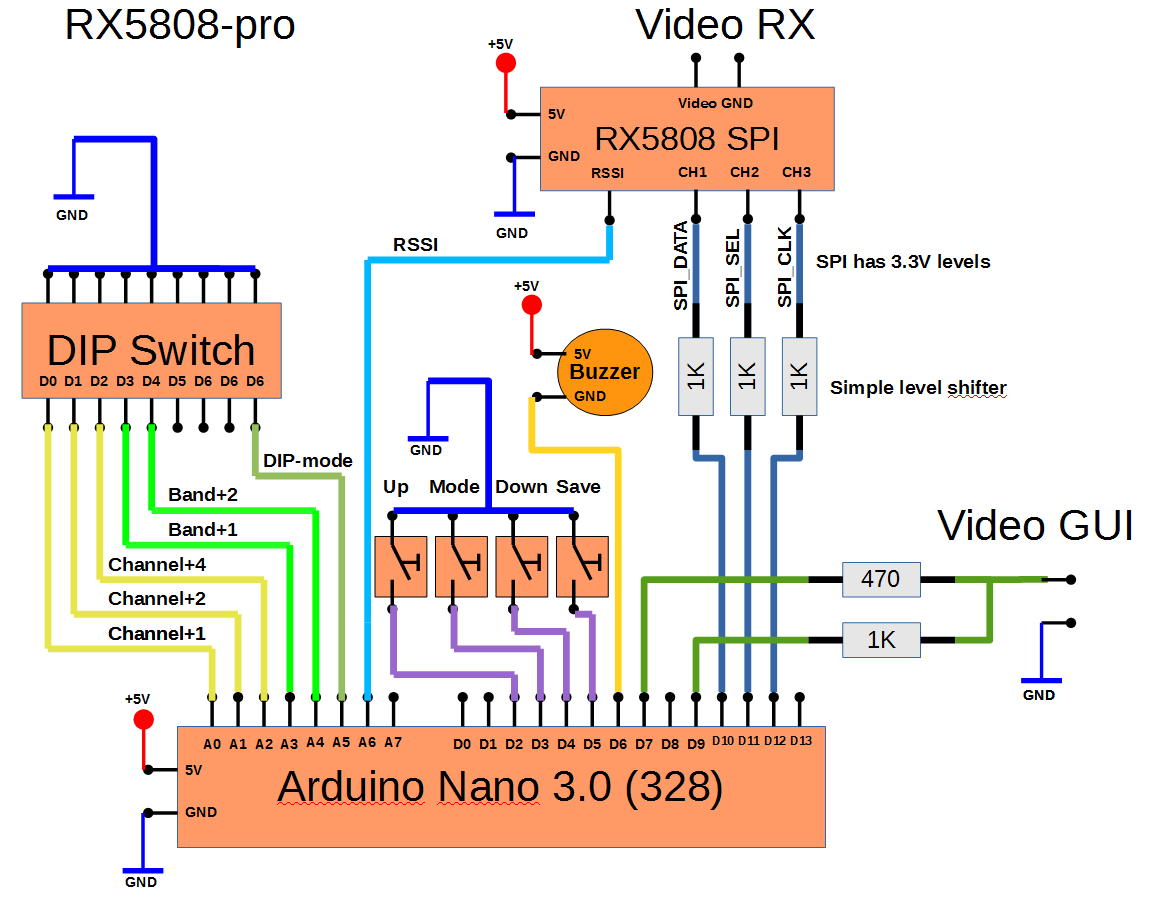 RX5808-pro
Video RX
+5V
Video GND
5V
RX5808 SPI
GND
RSSI CH1 CH2 CH3
GND
GND
RSSI
SPI_DATA
SPI_SEL
SPI_CLK
SPI has 3.3V levels
+5V
DIP Switch
D0 D1 D2 D3 D4 D5 D6 D6 D6
5V
Buzzer
GND
1K
1K
1K
Simple level shifter
GND
DIP-mode
Up Mode Down Save
Band+2
Band+1
Channel+4
Channel+2
Channel+1
Video GUI
470
1K
GND
+5V
A0 A1 A2 A3 A4 A5 A6 A7 D0 D1 D2 D3 D4 D5 D6 D7 D8 D9 D10 D11 D12 D13
5V
Arduino Nano 3.0 (328)
GND
GND